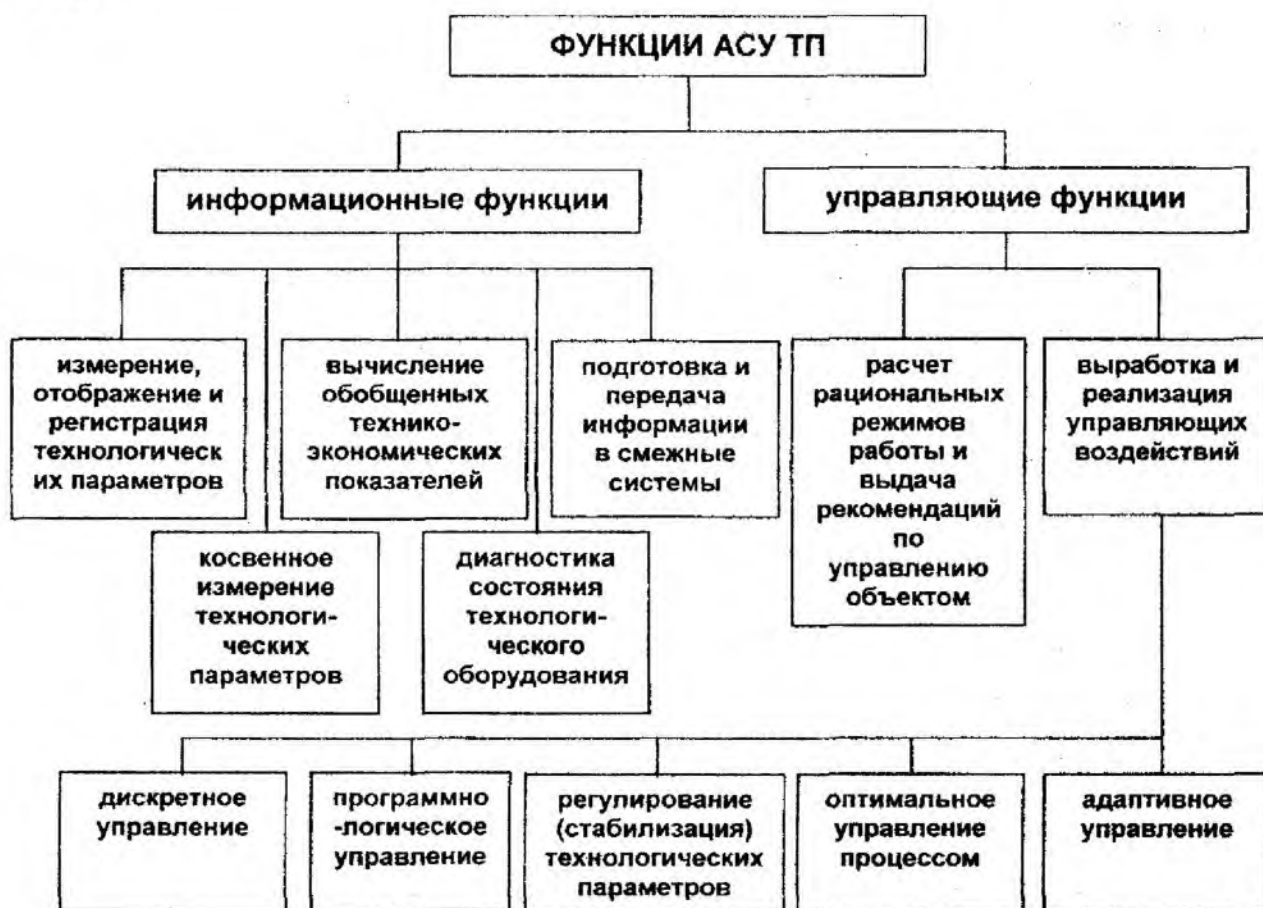 ФУНКЦИИ АСУ ТП
информационные функции
управляющие функции
измерение,
отображение и
регистрация
технологическ
их параметров
вычисление
обобщенных
технико-
экономических
показателей
подготовка и
передача
информации
в смежные
системы
расчет
рациональных
режимов
работы и
выдача
рекомендаций
по
управлению
объектом
выработка и
реализация
управляющих
воздействий
косвенное
измерение
технологи-
ческих
параметров
диагностика
состояния
технологи-
ческого
оборудования
дискретное
управление
программно
-логическое
управление
регулирование
(стабилизация)
технологических
параметров
оптимальное
управление
процессом
адаптивное
управление